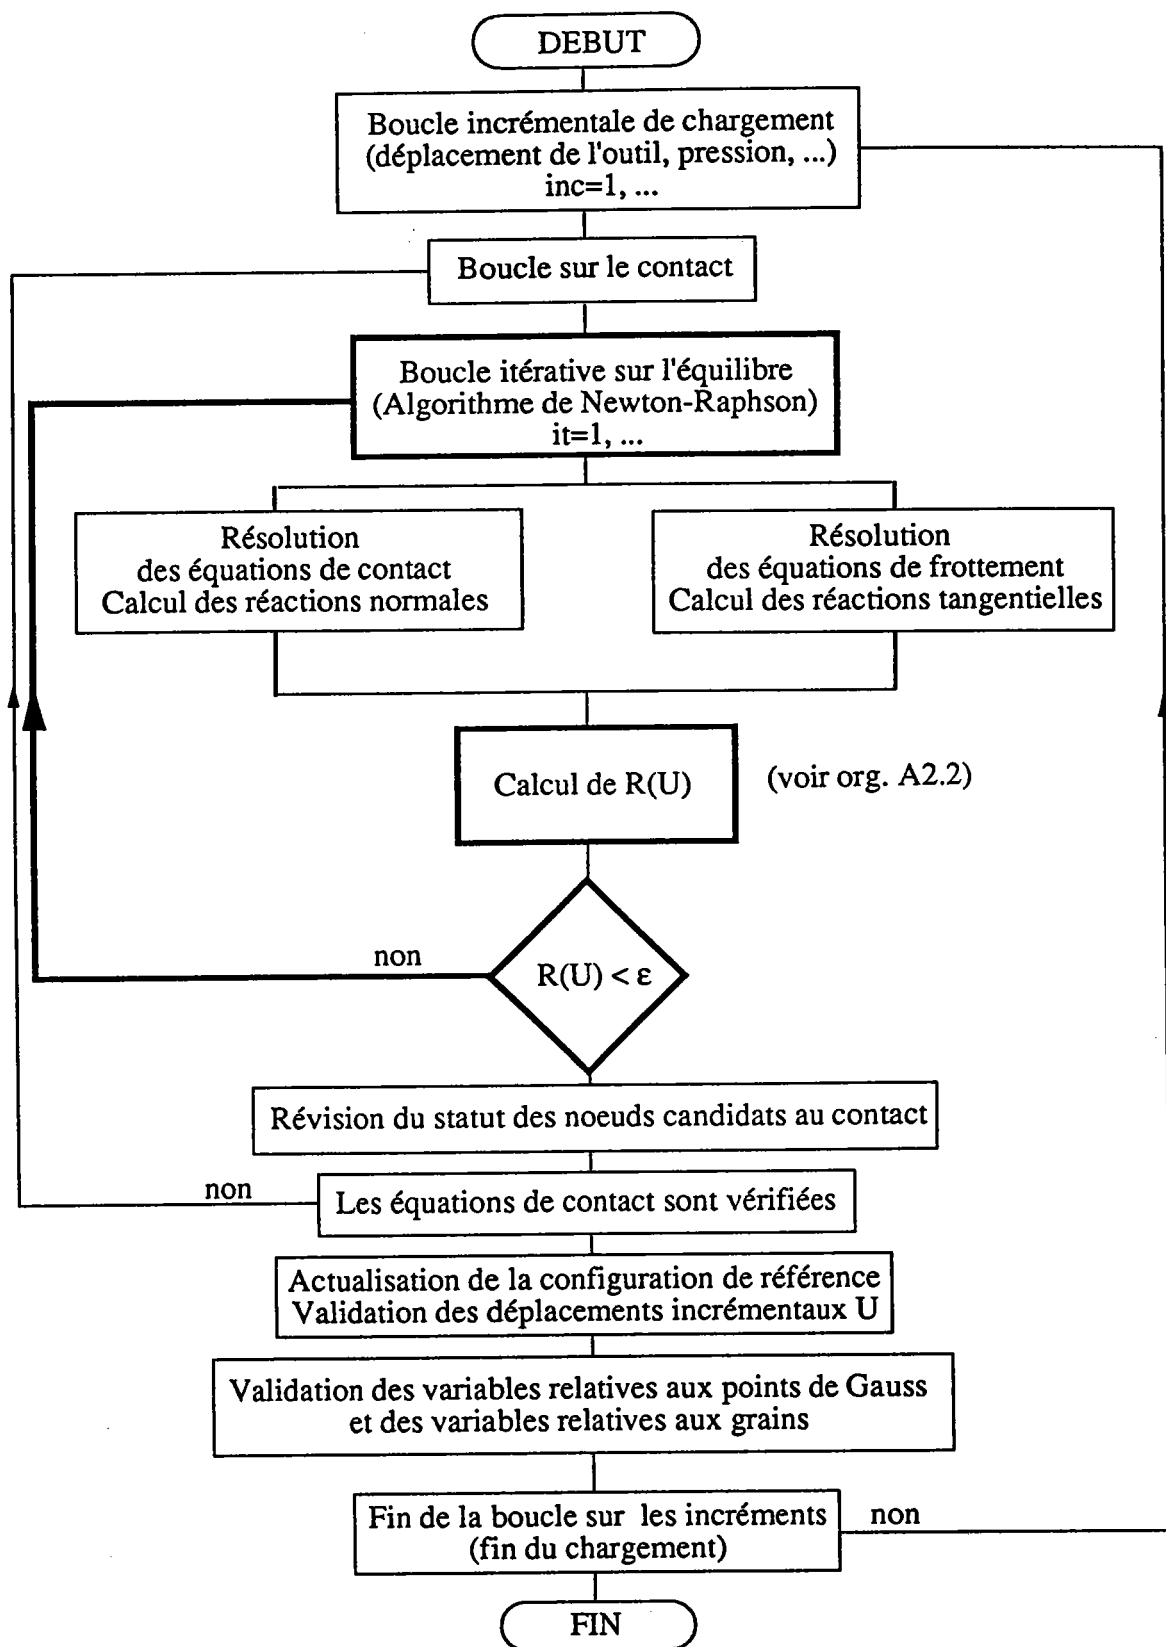 DEBUT
Boucle incrémentale de chargement
(déplacement de l'outil, pression, ...)
inc=1, ...
Boucle sur le contact
Boucle itérative sur l'équilibre
(Algorithme de Newton-Raphson)
it=1, ...
Résolution
des équations de contact
Calcul des réactions normales
Résolution
des équations de frottement
Calcul des réactions tangentielles
Calcul de R(U)
(voir org. A2.2)
non
R(U) < ε
Révision du statut des noeuds candidats au contact
non
Les équations de contact sont vérifiées
Actualisation de la configuration de référence
Validation des déplacements incrémentaux U
Validation des variables relatives aux points de Gauss
et des variables relatives aux grains
Fin de la boucle sur les incréments
(fin du chargement)
non
FIN